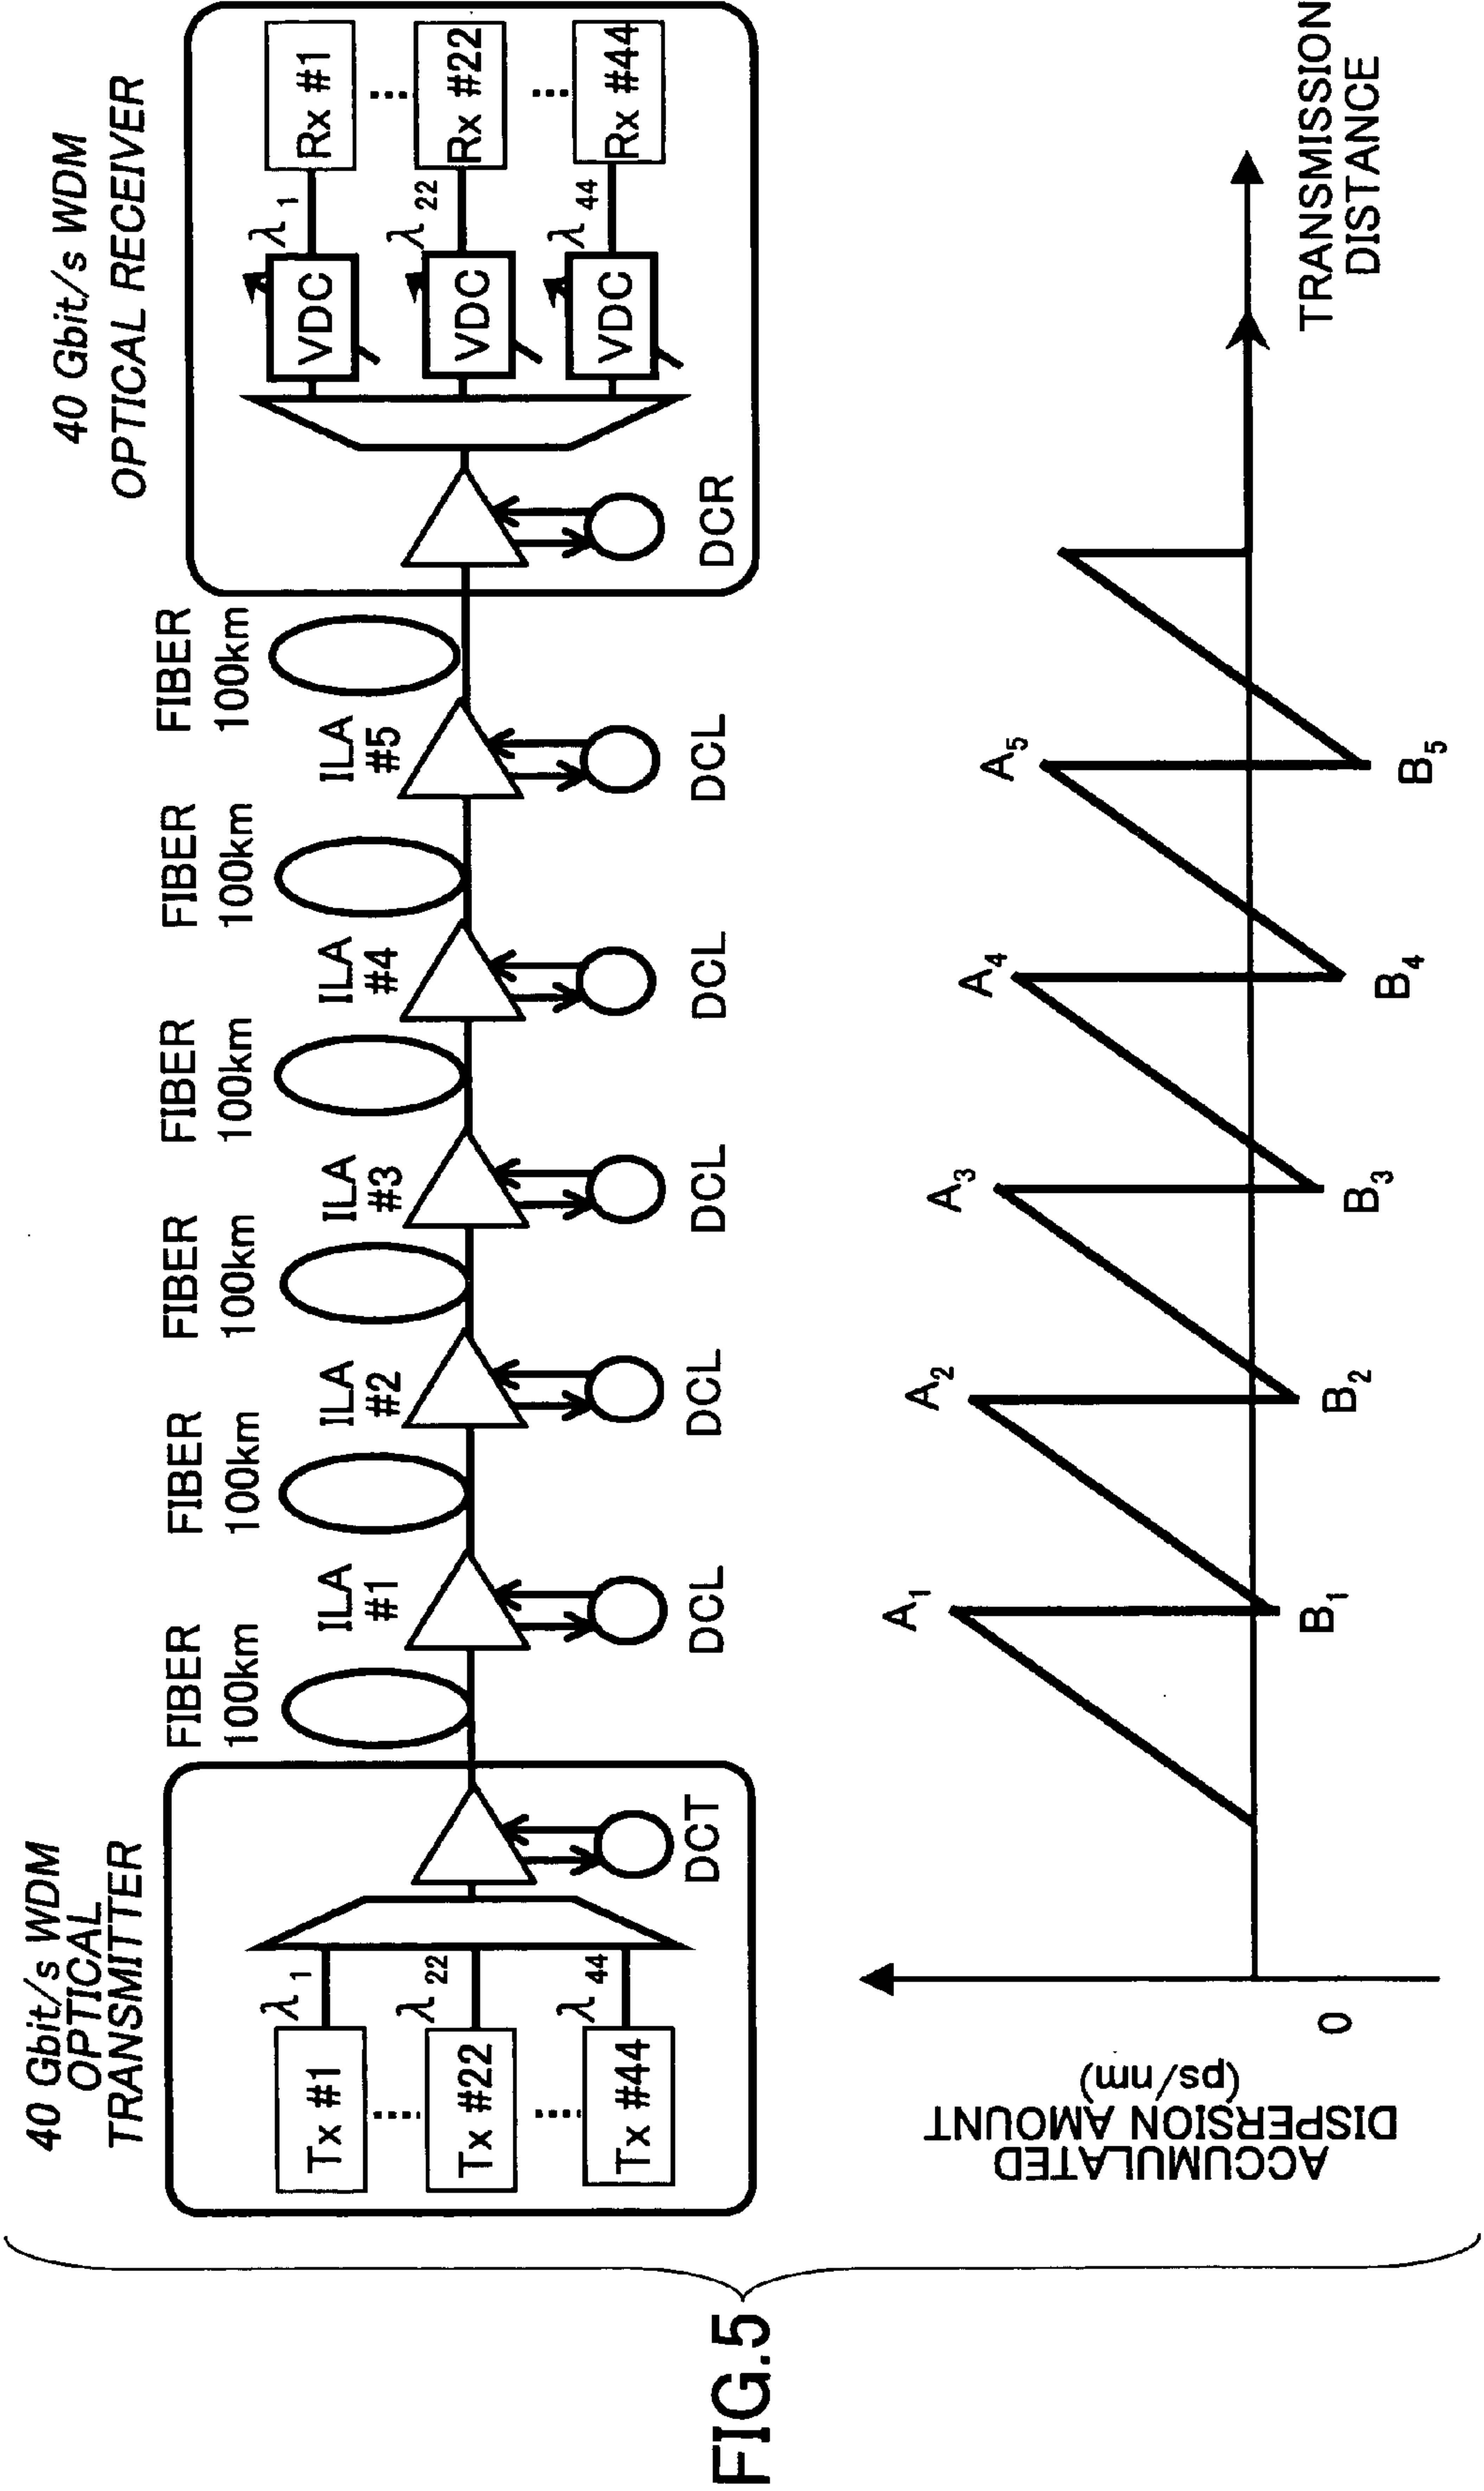 FIG.5
40 Gbit/s WDM
OPTICAL
TRANSMITTER
Tx #1
Tx #22
Tx #44
λ1
λ22
λ44
DCT
FIBER
100km
ILA
#1
DCL
FIBER
100km
ILA
#2
DCL
FIBER
100km
ILA
#3
DCL
FIBER
100km
ILA
#4
DCL
FIBER
100km
ILA
#5
DCL
FIBER
100km
40 Gbit/s WDM
OPTICAL RECEIVER
DCR
VDC
VDC
VDC
λ1
λ22
λ44
Rx #1
Rx #22
Rx #44
ACCUMULATED
DISPERSION AMOUNT
(ps/nm)
0
A1
B1
A2
B2
A3
B3
A4
B4
A5
B5
TRANSMISSION
DISTANCE